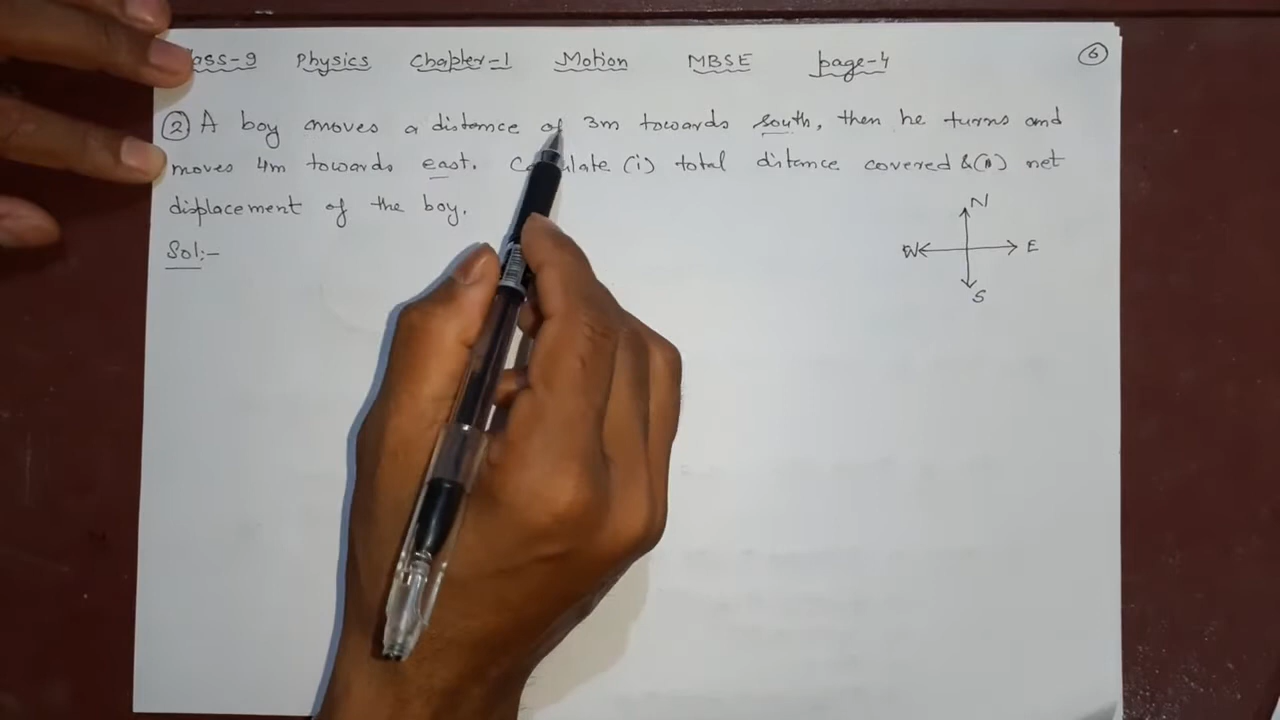 ass-9 Physics Chapter-1 Motion MBSE page-4 6
2 A boy moves a distance of 3m towards south, then he turns and
moves 4m towards east. Calculate (i) total distance covered & (ii) net
displacement of the boy.
Sol:-
N
W E
S